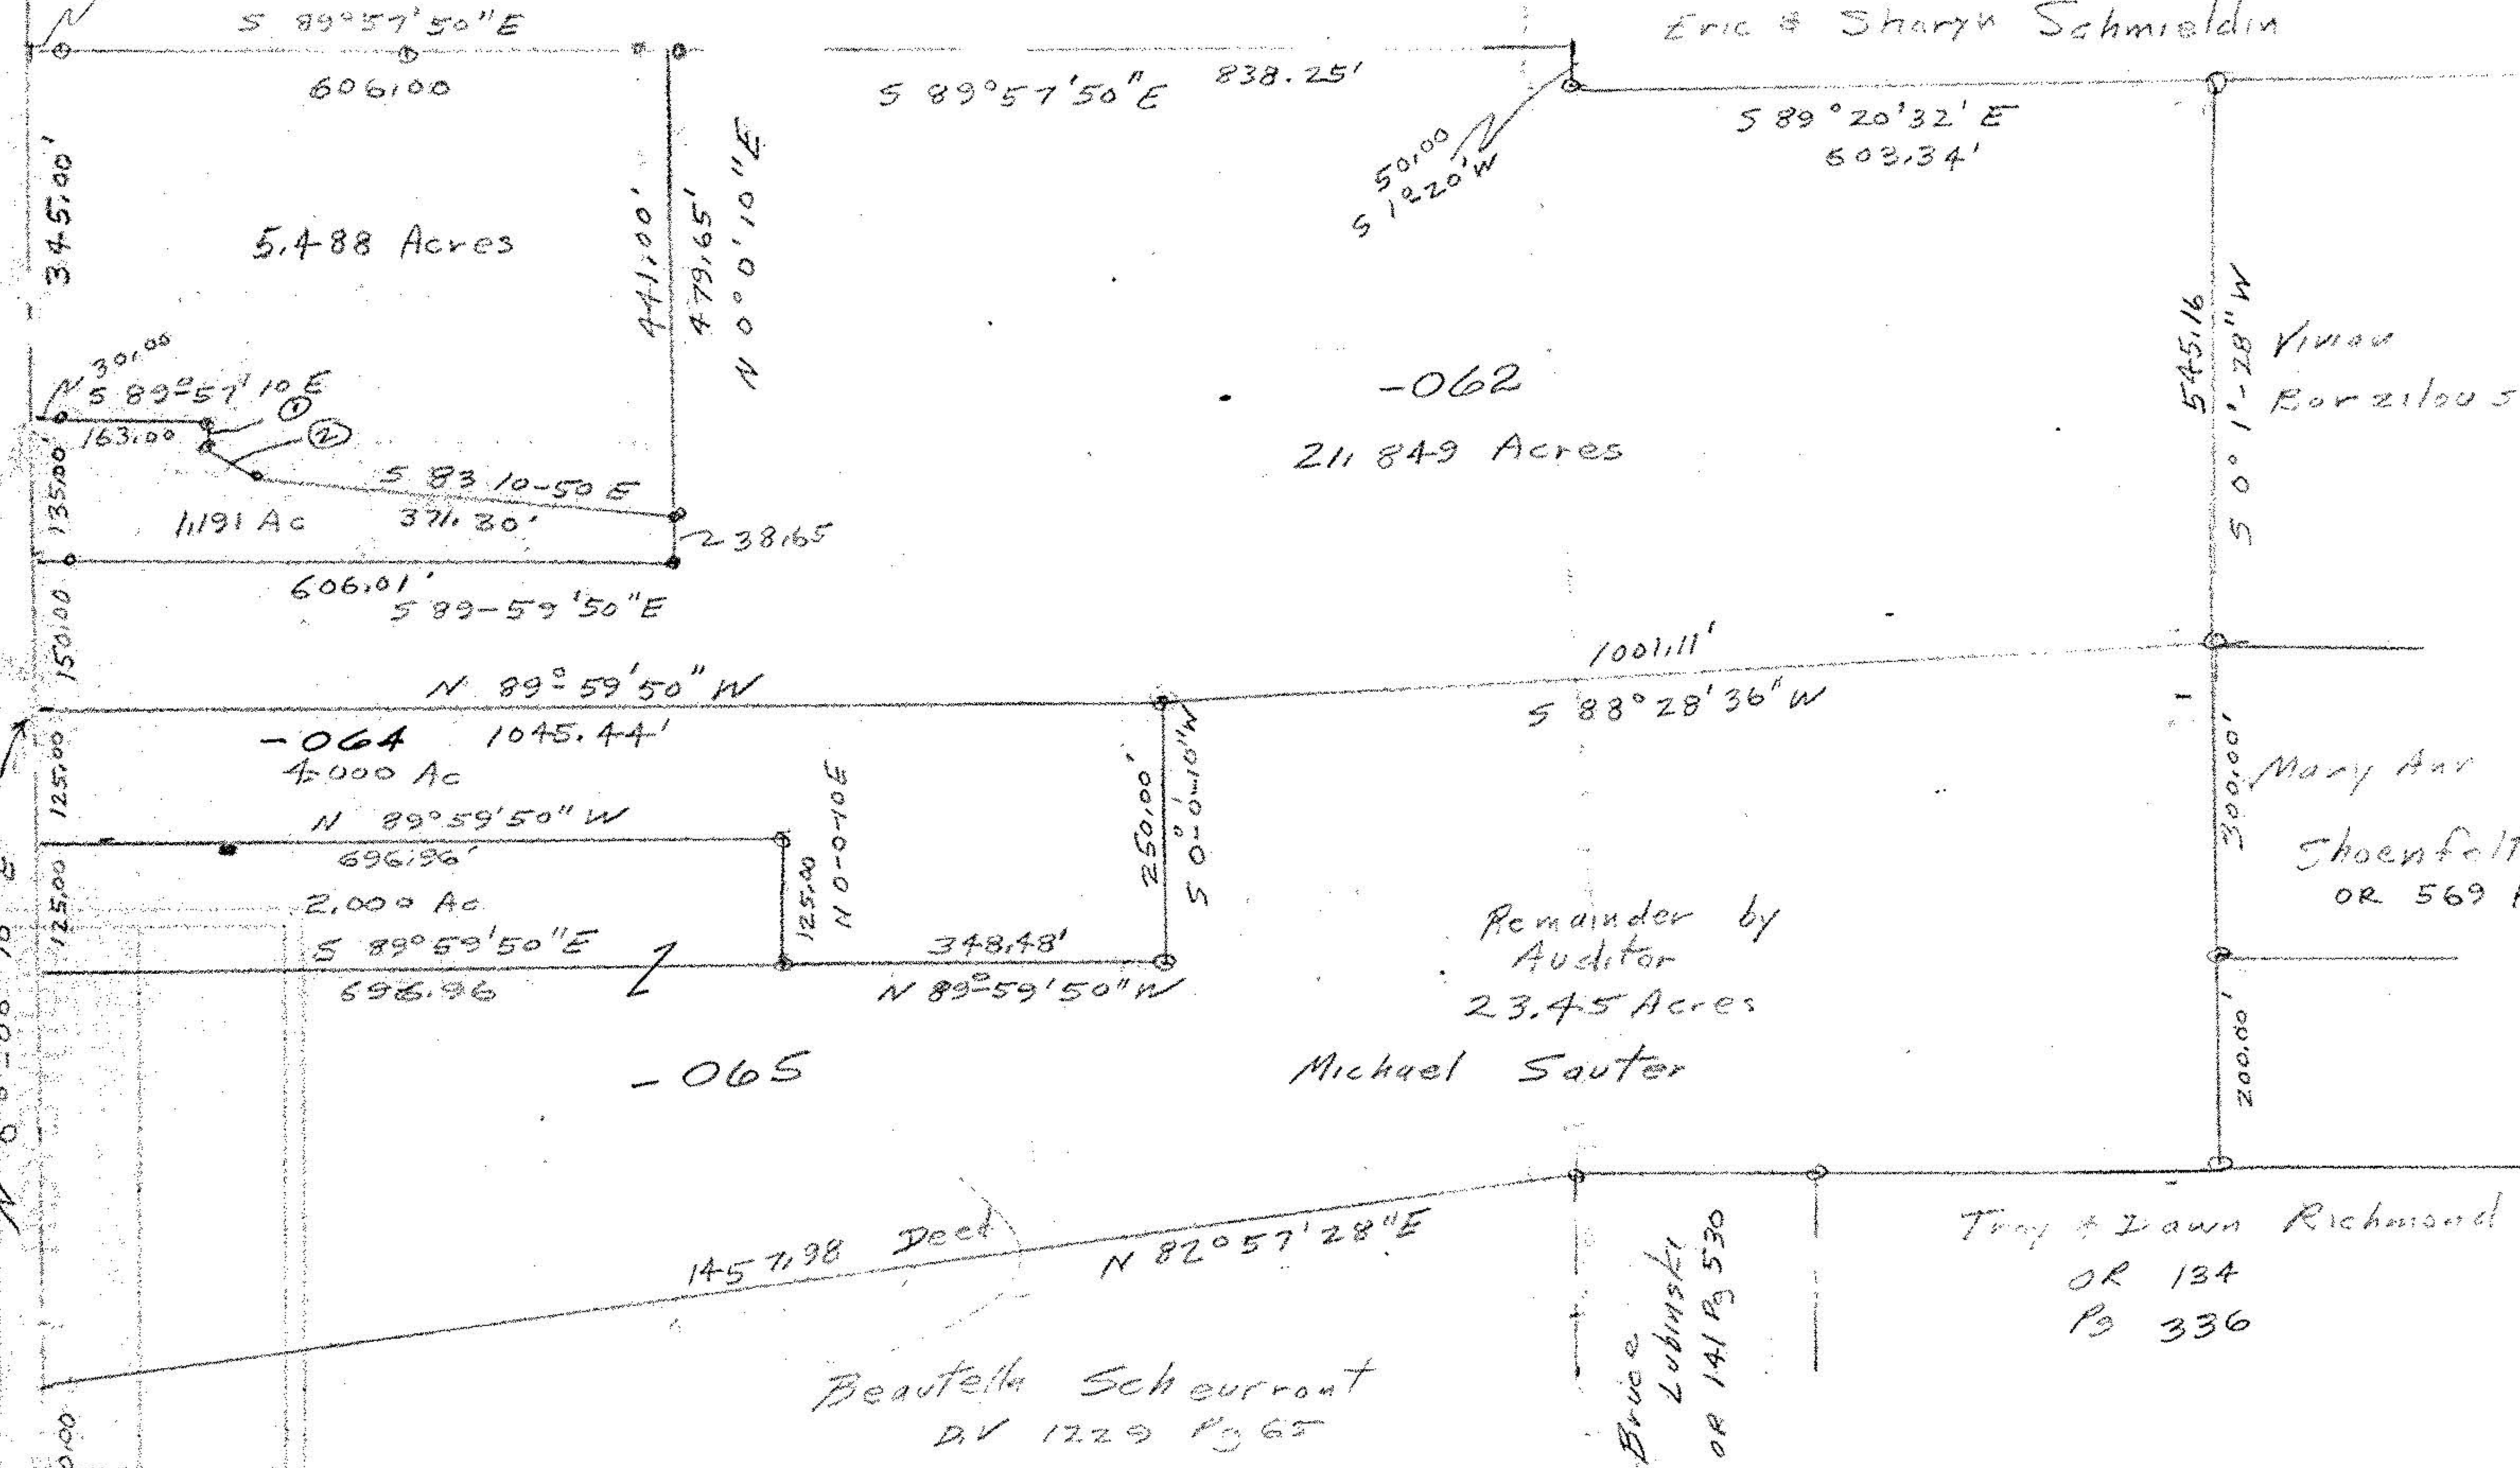 S 89°57'50"E
606.00
S 89°57'50"E 838.25'
Eric & Sharyn Schmieldin
S 89°20'32' E
603.34'
50.00
S 1°20'W
345.00'
5.488 Acres
441.00'
479.65'
N 0°0'10"E
-062
21.849 Acres
545.16
S 0°1'-28"W
Vivian
30.00
S 89°57'10 E
①
163.00
②
135.00'
S 83 10-50 E
371.30'
1.191 Ac
38.65
606.01'
S 89-59'50"E
150.00
N 89°59'50"W
1045.44'
1001.11'
S 88°28'36"W
-064
4.000 Ac
125.00
N 89°59'50"W
696.96'
2.000 Ac
125.00
S 89°59'50"E
696.96
125.00
N 0-0-10E
250.00'
S 0°-0'-10"W
348.48'
N 89°-59'50"W
300.00'
Mary Ann
Shoenfelt
OR 569
Remainder by
Auditor
23.45 Acres
Michael Sauter
-065
200.00'
1457.98 Deed
N 82°57'28"E
Troy & Dawn Richmond
OR 134
Pg 336
Bruce
Lubinski
OR 141 Pg 530
D.V 1229 Pg 65